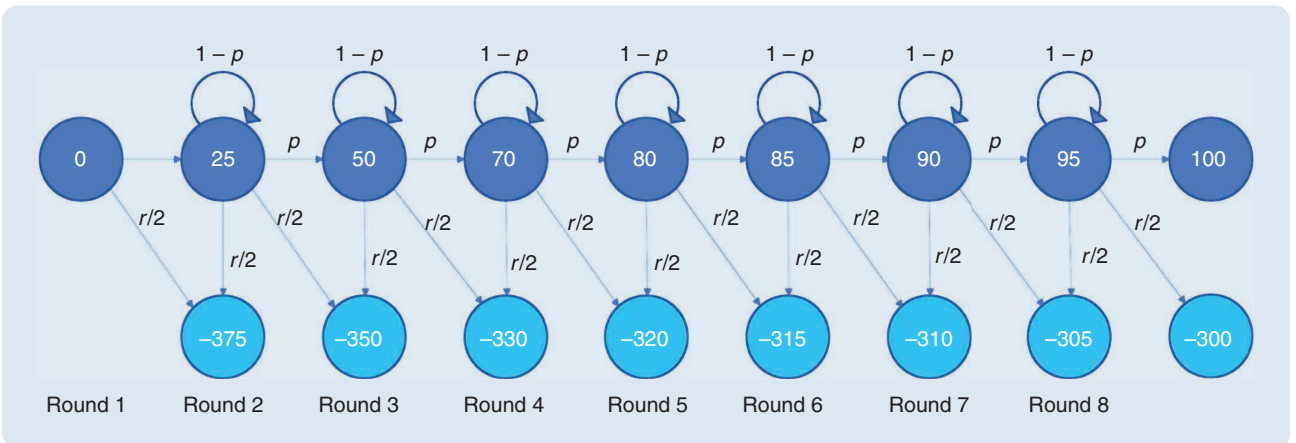 1 – p 1 – p 1 – p 1 – p 1 – p 1 – p 1 – p
0 25 p 50 p 70 p 80 p 85 p 90 p 95 p 100
r/2 r/2 r/2 r/2 r/2 r/2 r/2 r/2
r/2 r/2 r/2 r/2 r/2 r/2 r/2
–375 –350 –330 –320 –315 –310 –305 –300
Round 1 Round 2 Round 3 Round 4 Round 5 Round 6 Round 7 Round 8